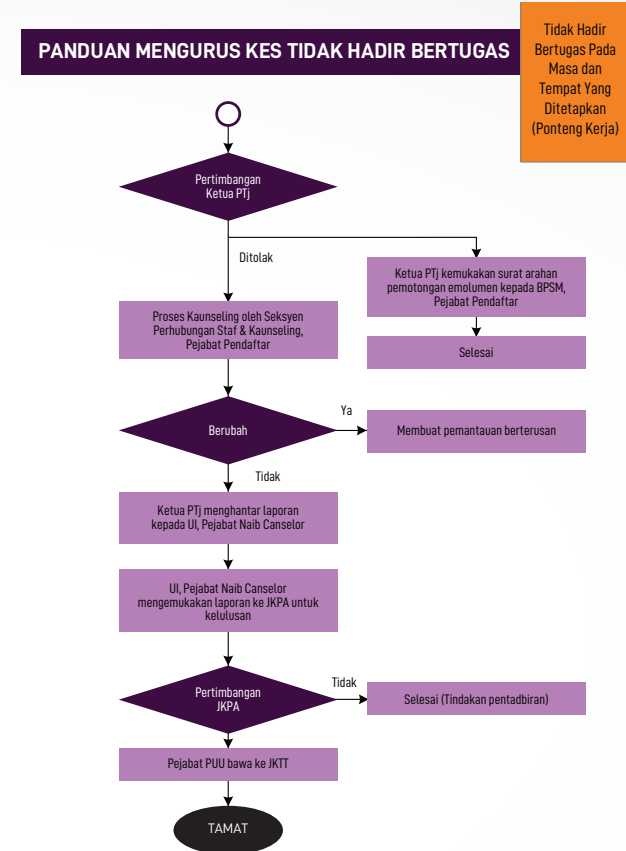 PANDUAN MENGURUS KES TIDAK HADIR BERTUGAS
Tidak Hadir
Bertugas Pada
Masa dan
Tempat Yang
Ditetapkan
(Ponteng Kerja)
Pertimbangan
Ketua PTj
Ditolak
Ketua PTj kemukakan surat arahan
pemotongan emolumen kepada BPSM,
Pejabat Pendaftar
Proses Kaunseling oleh Seksyen
Perhubungan Staf & Kaunseling,
Pejabat Pendaftar
Selesai
Berubah
Ya
Membuat pemantauan berterusan
Tidak
Ketua PTj menghantar laporan
kepada UI, Pejabat Naib Canselor
UI, Pejabat Naib Canselor
mengemukakan laporan ke JKPA untuk
kelulusan
Pertimbangan
JKPA
Tidak
Selesai (Tindakan pentadbiran)
Pejabat PUU bawa ke JKTT
TAMAT